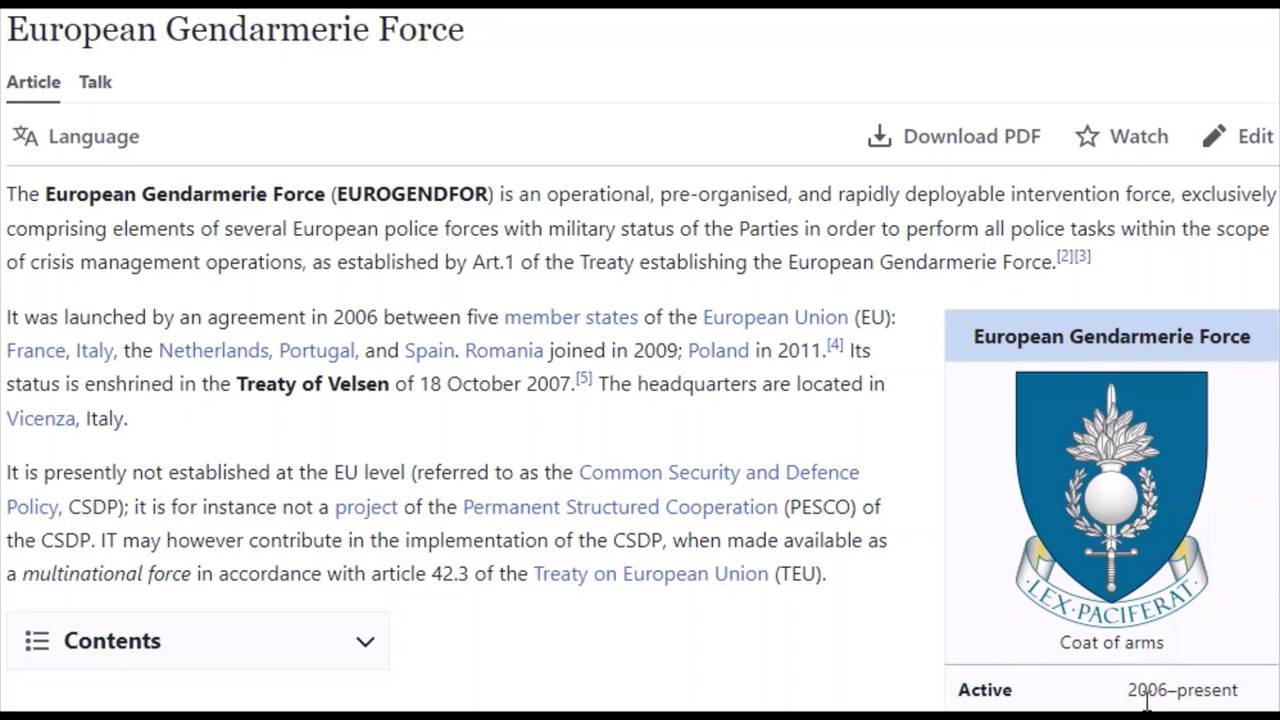 European Gendarmerie Force
Article Talk
Language Download PDF Watch Edit
The European Gendarmerie Force (EUROGENDFOR) is an operational, pre-organised, and rapidly deployable intervention force, exclusively
comprising elements of several European police forces with military status of the Parties in order to perform all police tasks within the scope
of crisis management operations, as established by Art.1 of the Treaty establishing the European Gendarmerie Force.[2][3]
It was launched by an agreement in 2006 between five member states of the European Union (EU):
France, Italy, the Netherlands, Portugal, and Spain. Romania joined in 2009; Poland in 2011.[4] Its
status is enshrined in the Treaty of Velsen of 18 October 2007.[5] The headquarters are located in
Vicenza, Italy.
It is presently not established at the EU level (referred to as the Common Security and Defence
Policy, CSDP); it is for instance not a project of the Permanent Structured Cooperation (PESCO) of
the CSDP. IT may however contribute in the implementation of the CSDP, when made available as
a multinational force in accordance with article 42.3 of the Treaty on European Union (TEU).
Contents
European Gendarmerie Force
·LEX·PACIFERAT·
Coat of arms
Active 2006–present